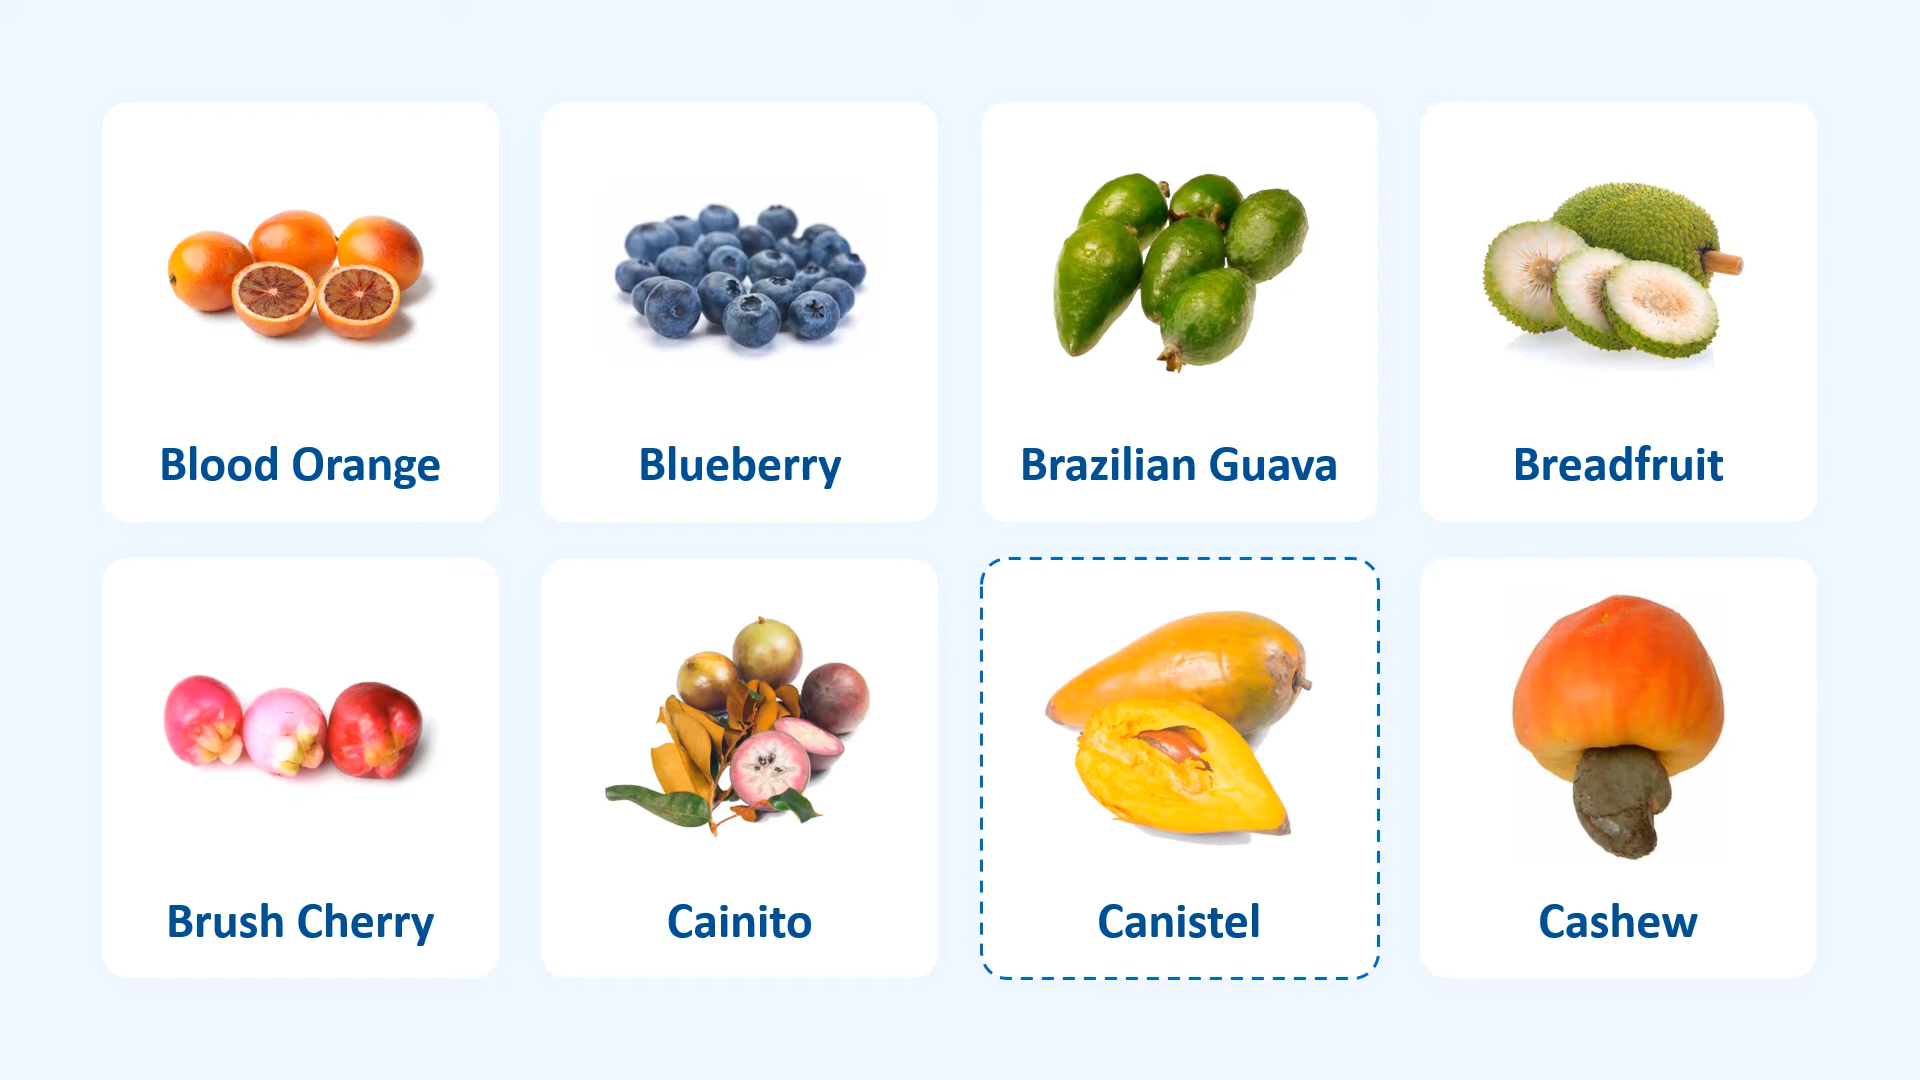 Blood Orange
Blueberry
Brazilian Guava
Breadfruit
Brush Cherry
Cainito
Canistel
Cashew